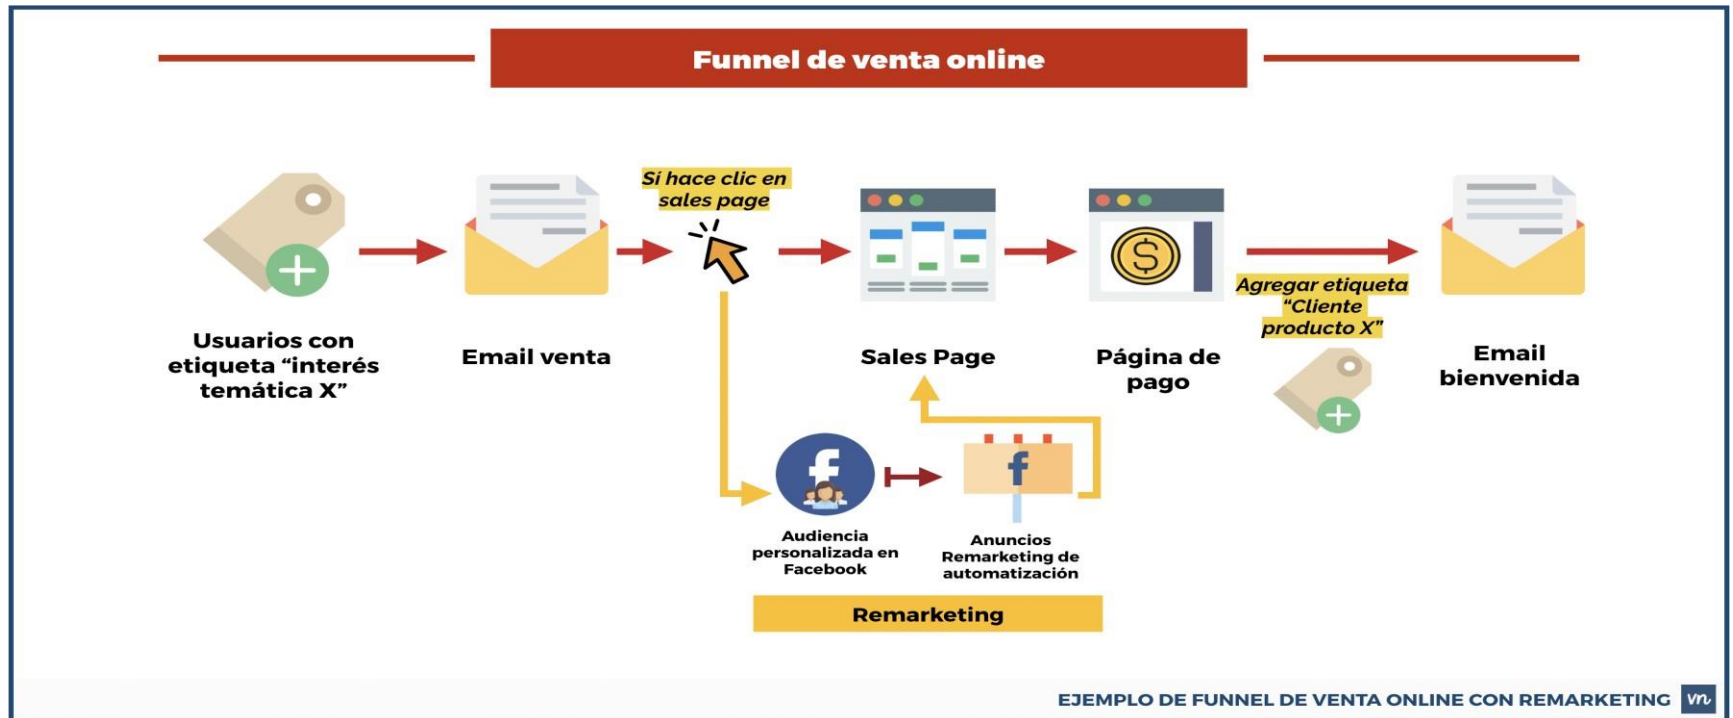 Funnel de venta online
Sí hace clic en
sales page
Usuarios con
etiqueta “interés
temática X”
Email venta
Sales Page
Página de
pago
Agregar etiqueta
“Cliente
producto X”
Email
bienvenida
Audiencia
personalizada en
Facebook
Anuncios
Remarketing de
automatización
Remarketing
EJEMPLO DE FUNNEL DE VENTA ONLINE CON REMARKETING
vn